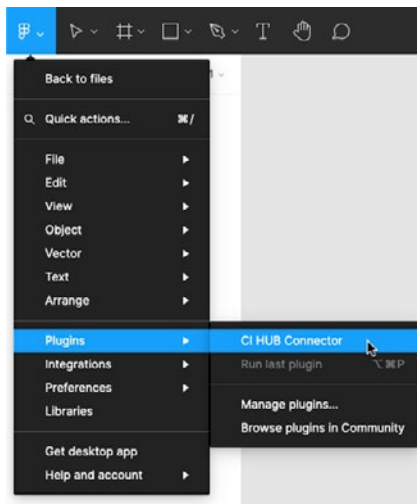 Back to files
Quick actions... ⌘/
File
Edit
View
Object
Vector
Text
Arrange
Plugins
CI HUB Connector
Integrations
Run last plugin ⌥⌘P
Preferences
Libraries
Manage plugins...
Browse plugins in Community
Get desktop app
Help and account